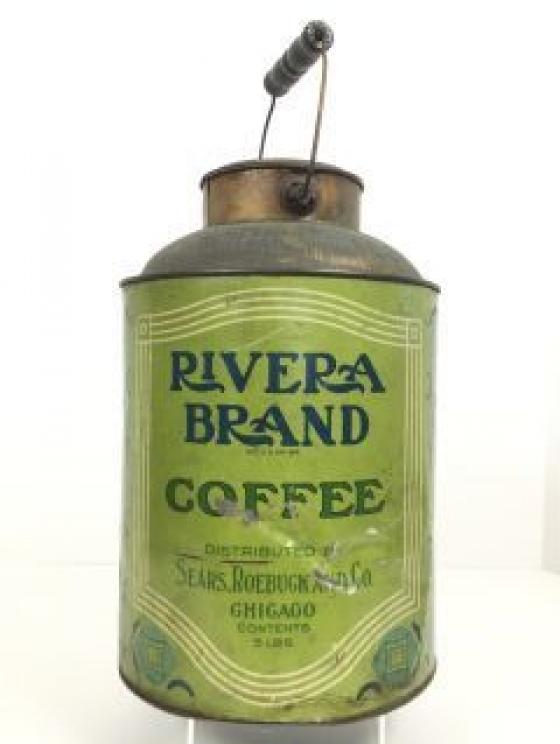 RIVERA
BRAND
COFFEE
DISTRIBUTED BY
SEARS, ROEBUCK AND CO.
CHICAGO
CONTENTS
5 LBS